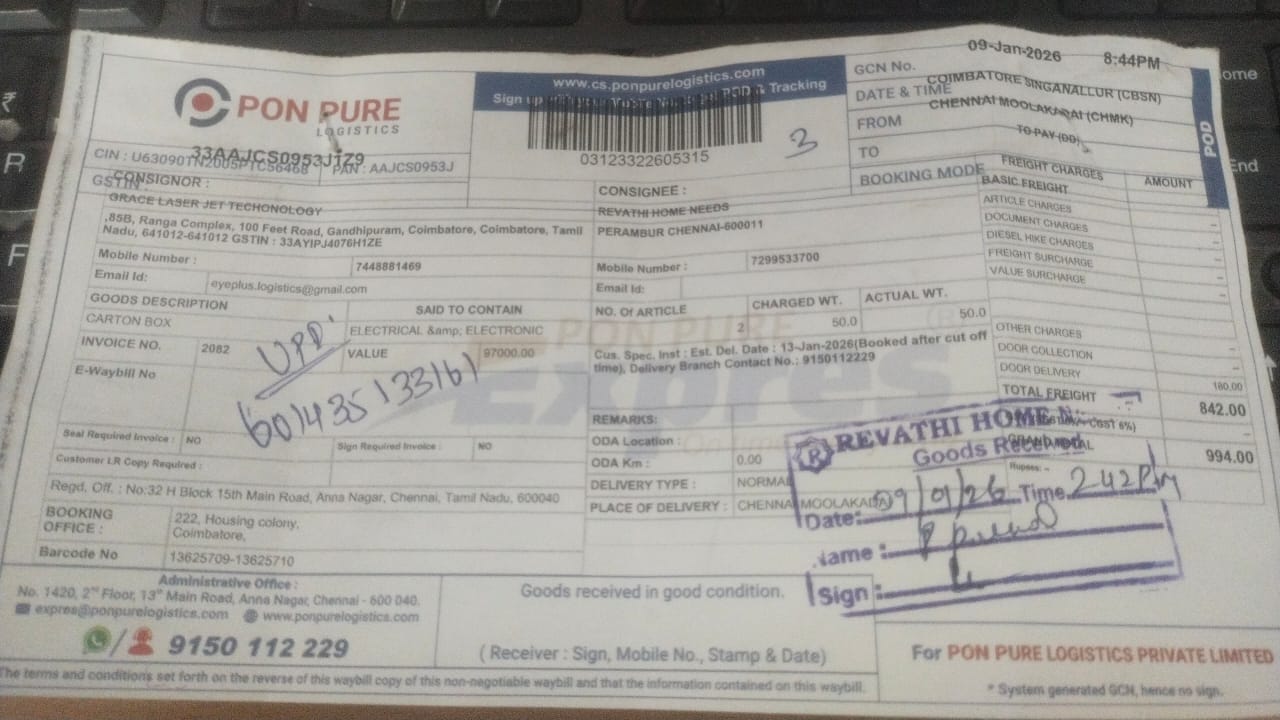 09-Jan-2026 8:44PM
GCN No.
COIMBATORE SINGANALLUR (CBSN)
DATE & TIME
CHENNAI MOOLAKADAI (CHMK)
FROM
TO PAY (DD)
TO
BOOKING MODE
POD
PON PURE
LOGISTICS
33AAJCS0953J1Z9
CIN : U63090TN2005PTC56468 PAN : AAJCS0953J
GSTIN
www.cs.ponpurelogistics.com
Sign up POD & Tracking
03123322605315
3
CONSIGNOR :
GRACE LASER JET TECHONOLOGY
,85B, Ranga Complex, 100 Feet Road, Gandhipuram, Coimbatore, Coimbatore, Tamil
Nadu, 641012-641012 GSTIN : 33AYIPJ4076H1ZE
Mobile Number : 7448881469
Email Id: eyeplus.logistics@gmail.com
CONSIGNEE :
REVATHI HOME NEEDS
PERAMBUR CHENNAI-600011
Mobile Number : 7299533700
Email Id:
FREIGHT CHARGES AMOUNT
BASIC FREIGHT -
ARTICLE CHARGES -
DOCUMENT CHARGES -
DIESEL HIKE CHARGES -
FREIGHT SURCHARGE -
VALUE SURCHARGE -
OTHER CHARGES
DOOR COLLECTION
DOOR DELIVERY 180.00
TOTAL FREIGHT 842.00
GST 6%) -
GRAND TOTAL 994.00
Rupees: -
GOODS DESCRIPTION SAID TO CONTAIN
CARTON BOX ELECTRICAL &amp; ELECTRONIC
INVOICE NO. 2082 VALUE 97000.00
E-Waybill No
UPD'
601435133161
NO. Of ARTICLE CHARGED WT. ACTUAL WT.
2 50.0 50.0
Cus. Spec. Inst : Est. Del. Date : 13-Jan-2026(Booked after cut off
time), Delivery Branch Contact No.: 9150112229
PON PURE
Expres
On time
REMARKS:
ODA Location :
ODA Km : 0.00
DELIVERY TYPE : NORMAL
PLACE OF DELIVERY : CHENNAI MOOLAKADAI
Seal Required Invoice : NO Sign Required Invoice : NO
Customer LR Copy Required :
Regd, Off. : No:32 H Block 15th Main Road, Anna Nagar, Chennai, Tamil Nadu, 600040
BOOKING OFFICE : 222, Housing colony,
Coimbatore,
Barcode No 13625709-13625710
R REVATHI HOME
Goods Received
Date: 09/01/26 Time 2-42PM
Name :
Sign :
Administrative Office :
No. 1420, 2nd Floor, 13th Main Road, Anna Nagar, Chennai - 600 040.
expres@ponpurelogistics.com www.ponpurelogistics.com
9150 112 229
Goods received in good condition.
( Receiver : Sign, Mobile No., Stamp & Date)
For PON PURE LOGISTICS PRIVATE LIMITED
* System generated GCN, hence no sign.
The terms and conditions set forth on the reverse of this waybill copy of this non-negotiable waybill and that the information contained on this waybill.
₹
R
F
ome
End